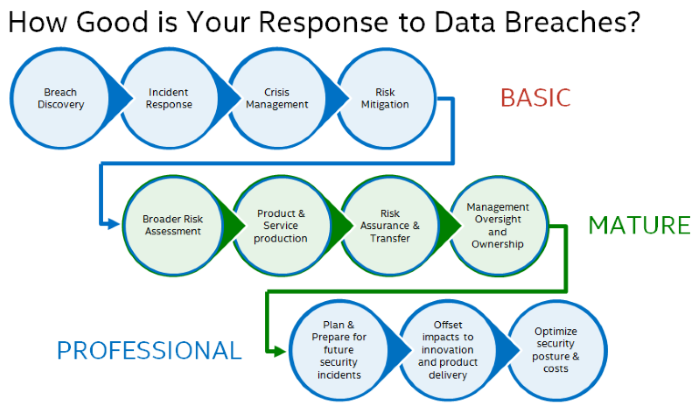 How Good is Your Response to Data Breaches?
Breach
Discovery
Incident
Response
Crisis
Management
Risk
Mitigation
BASIC
Broader Risk
Assessment
Product &
Service
production
Risk
Assurance &
Transfer
Management
Oversight
and
Ownership
MATURE
PROFESSIONAL
Plan &
Prepare for
future
security
incidents
Offset
impacts to
innovation
and product
delivery
Optimize
security
posture &
costs